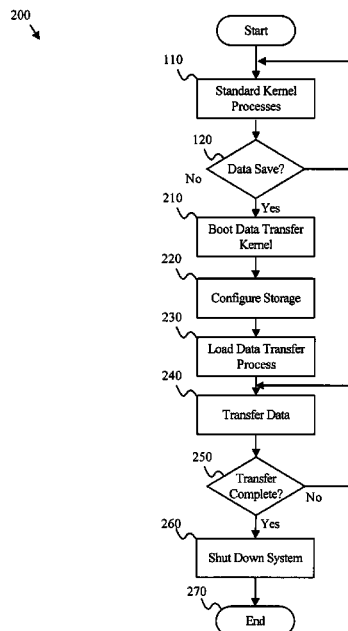 200
Start
110
Standard Kernel
Processes
120
Data Save?
No
Yes
210
Boot Data Transfer
Kernel
220
Configure Storage
230
Load Data Transfer
Process
240
Transfer Data
250
Transfer
Complete?
No
Yes
260
Shut Down System
270
End